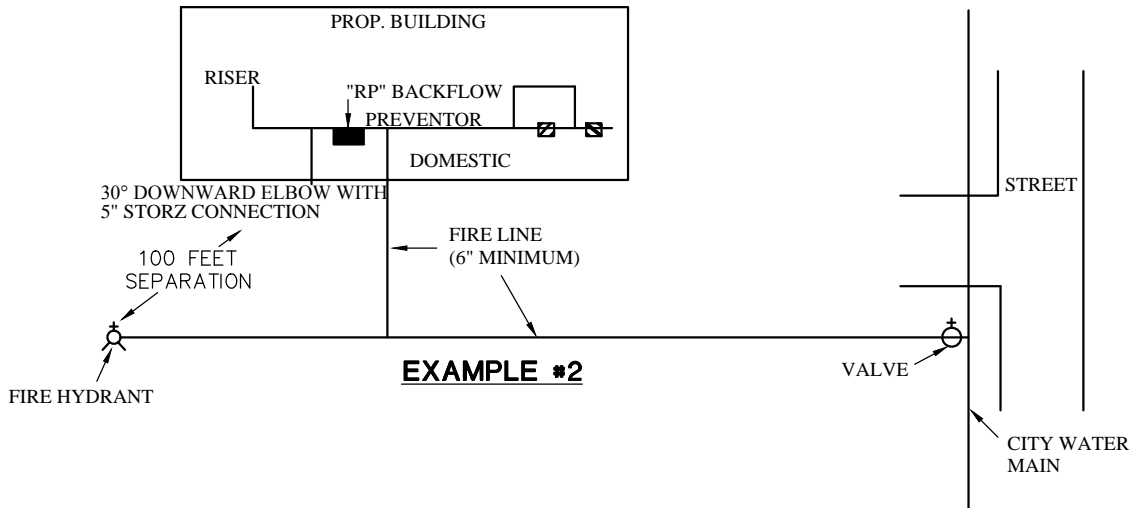 PROP. BUILDING
RISER
"RP" BACKFLOW
PREVENTOR
DOMESTIC
30° DOWNWARD ELBOW WITH
5" STORZ CONNECTION
STREET
100 FEET
SEPARATION
FIRE LINE
(6" MINIMUM)
EXAMPLE #2
VALVE
FIRE HYDRANT
CITY WATER
MAIN